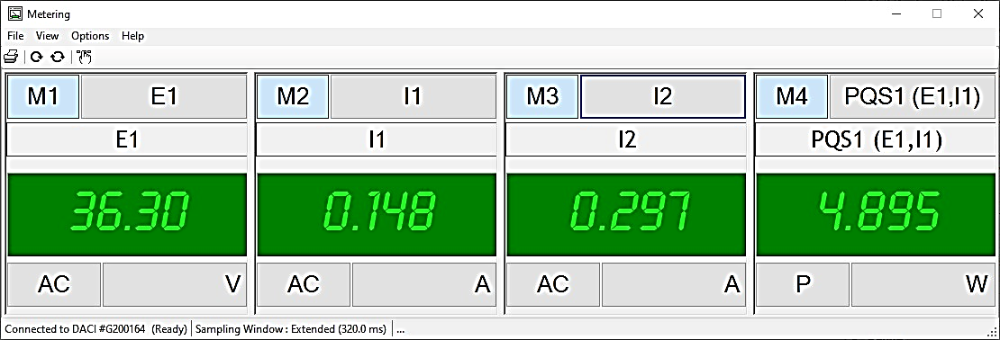 Metering
File View Options Help
M1 E1 M2 I1 M3 I2 M4 PQS1 (E1,I1)
E1 I1 I2 PQS1 (E1,I1)
36.30 0.148 0.297 4.895
AC V AC A AC A P W
Connected to DACI #G200164 (Ready) Sampling Window : Extended (320.0 ms) ...